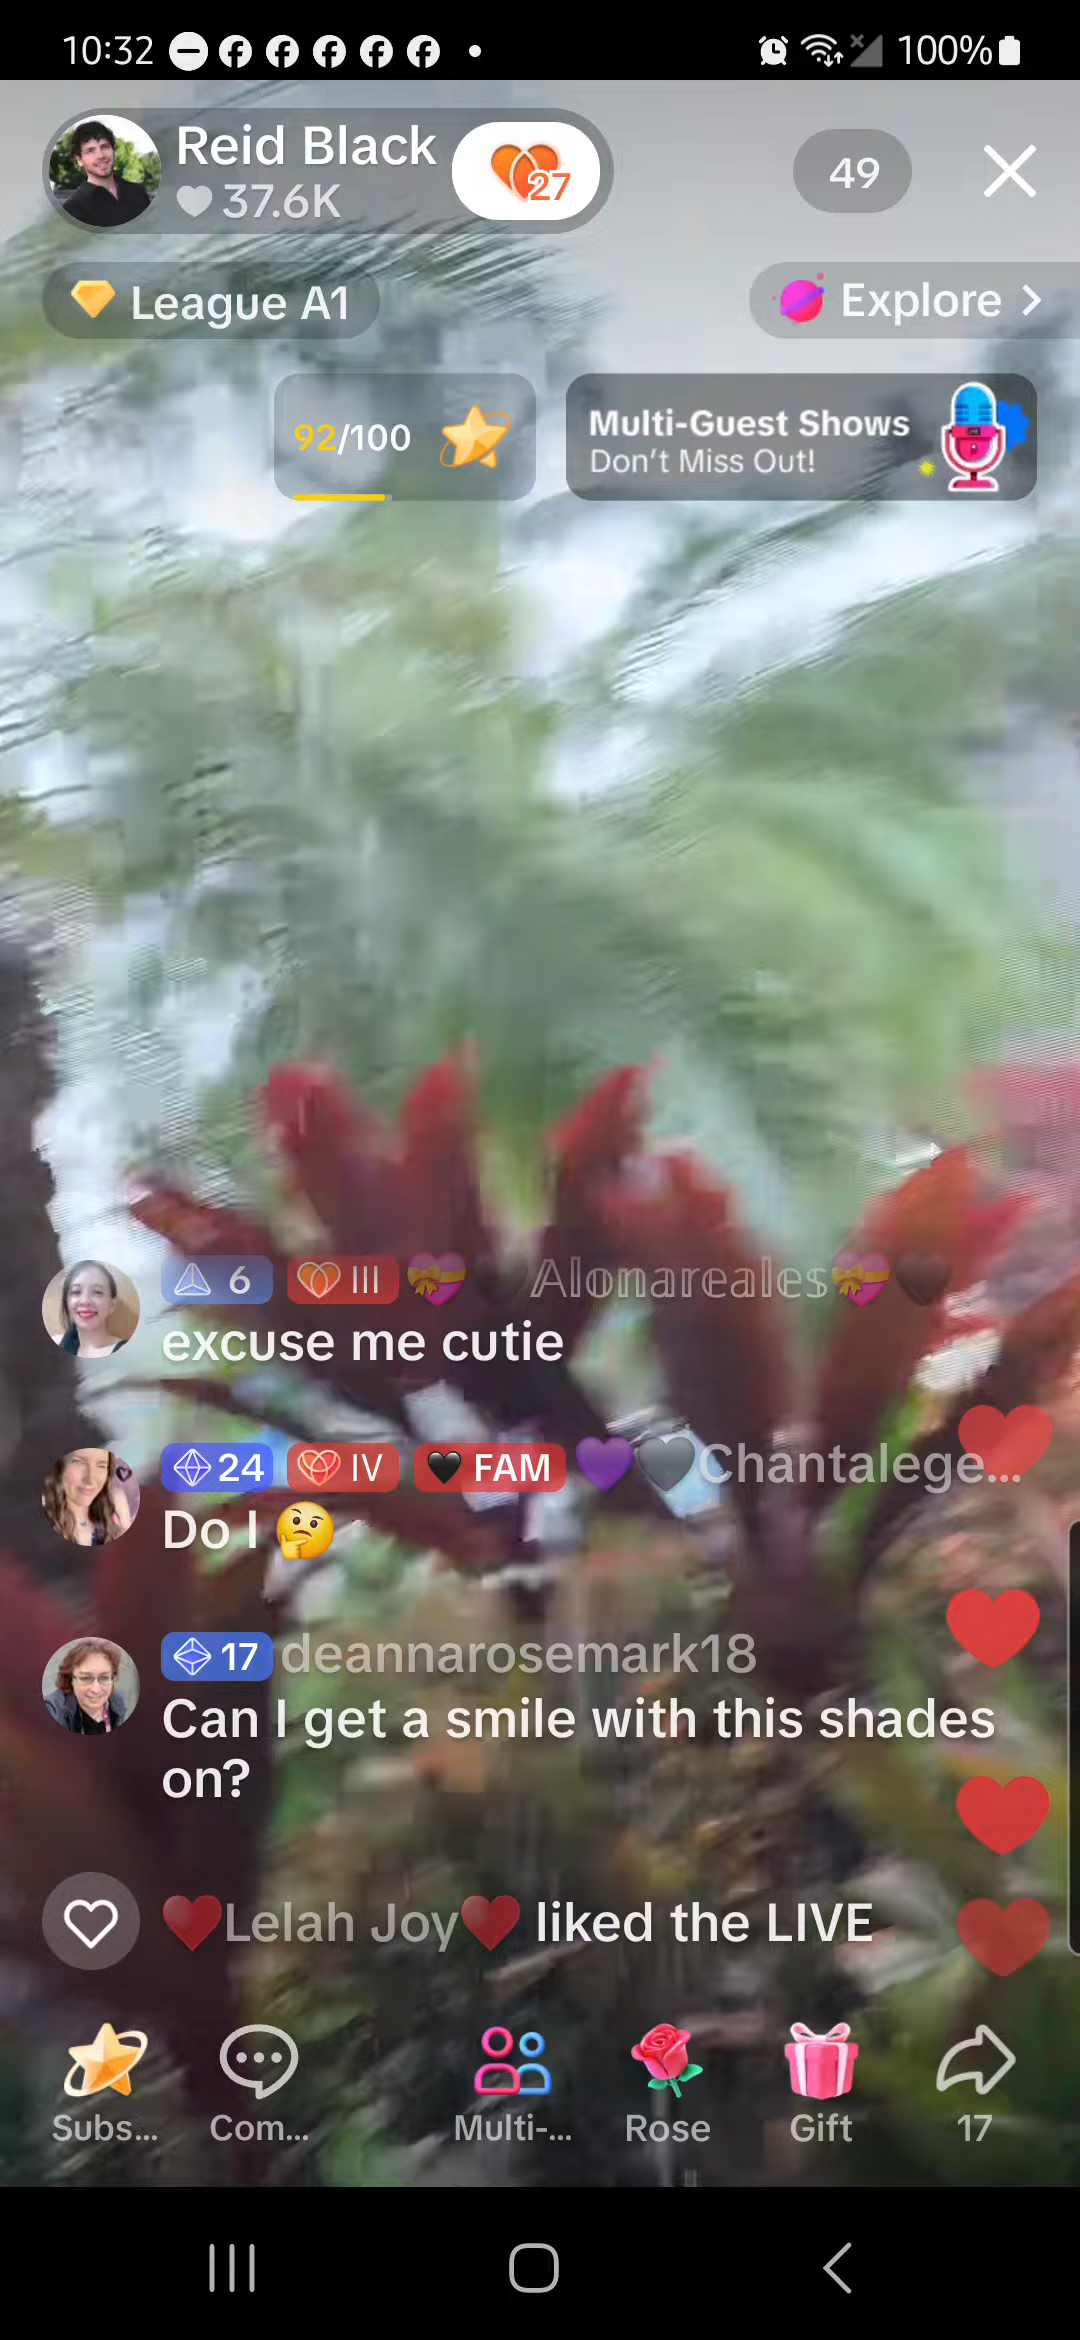 10:32
100%
Reid Black
37.6K
27
49
League A1
Explore
92/100
Multi-Guest Shows
Don't Miss Out!
6 III 💝🖤Alonareales💝🖤
excuse me cutie
24 IV 🖤 FAM 💜🖤Chantalege...
Do I 🤔
17 deannarosemark18
Can I get a smile with this shades
on?
♥️Lelah Joy♥️ liked the LIVE
Subs...
Com...
Multi-...
Rose
Gift
17